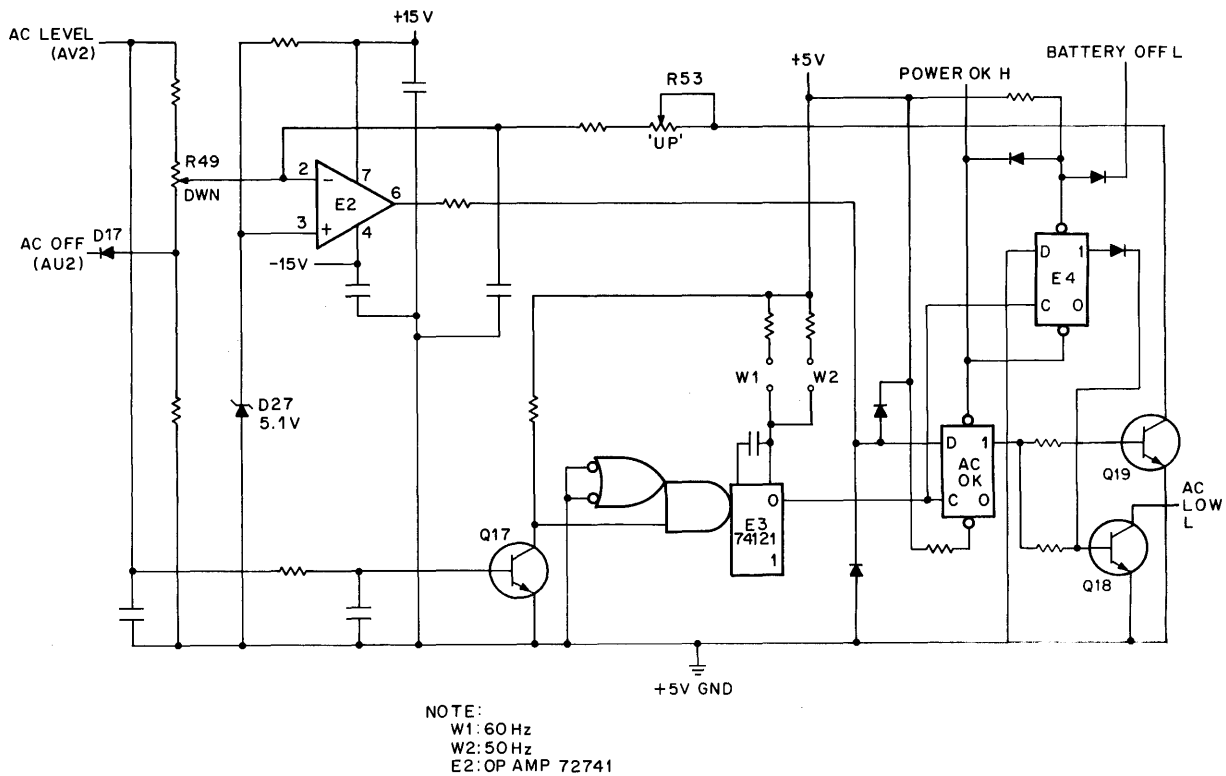 +15V
AC LEVEL
(AV2)
+5V
BATTERY OFF L
POWER OK H
R53
'UP'
R49
DWN
2
-
7
E2
6
3
+
4
-15V
AC OFF
(AU2)
D17
D
1
E4
C
0
W1
W2
D27
5.1V
D
1
AC
OK
C
0
Q19
AC
LOW
L
0
E3
74121
1
Q17
Q18
+5V GND
NOTE:
W1: 60 Hz
W2: 50 Hz
E2: OP AMP 72741